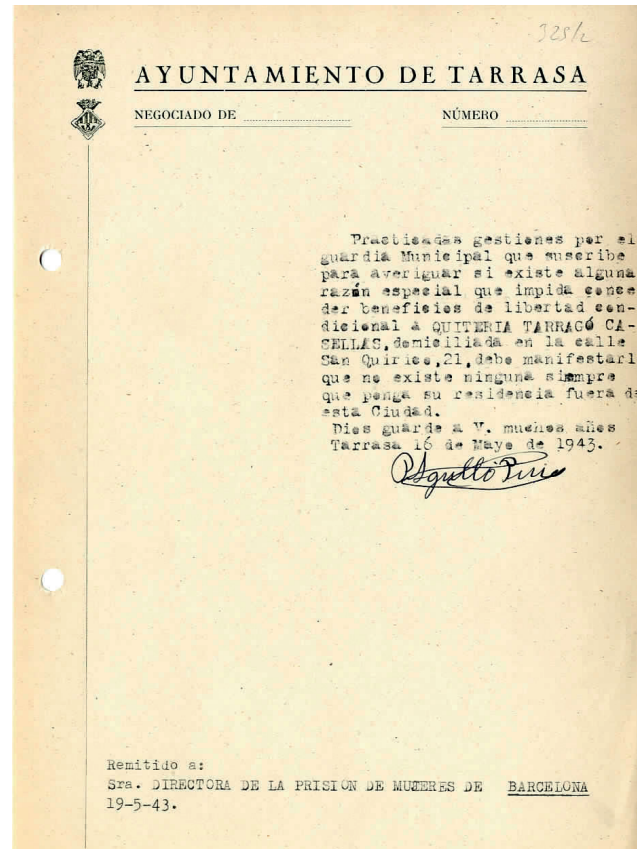 325/2
AYUNTAMIENTO DE TARRASA
NEGOCIADO DE
NÚMERO
Practicadas gestiones por el
guardia Municipal que suscribe
para averiguar si existe alguna
razón especial que impida conce
der beneficios de libertad con-
dicional a QUITERIA TARRAGÓ CA-
SELLAS, domiciliada en la calle
San Quirico,21,debo manifestarl
que no existe ninguna siempre
que ponga su residencia fuera d
esta Ciudad.
Dios guarde a V. muchos años
Tarrasa 16 de Mayo de 1943.
Remitido a:
Sra. DIRECTORA DE LA PRISION DE MUJERES DE BARCELONA
19-5-43.